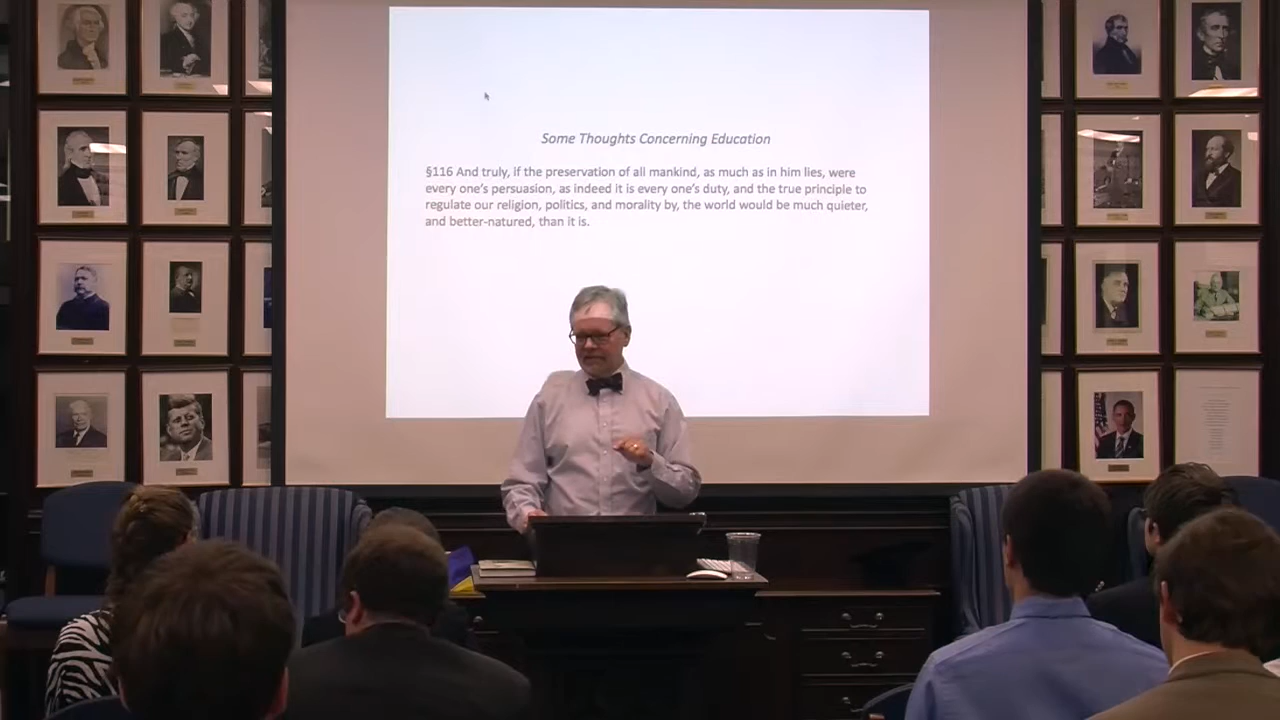 Some Thoughts Concerning Education
§116 And truly, if the preservation of all mankind, as much as in him lies, were
every one's persuasion, as indeed it is every one's duty, and the true principle to
regulate our religion, politics, and morality by, the world would be much quieter,
and better-natured, than it is.